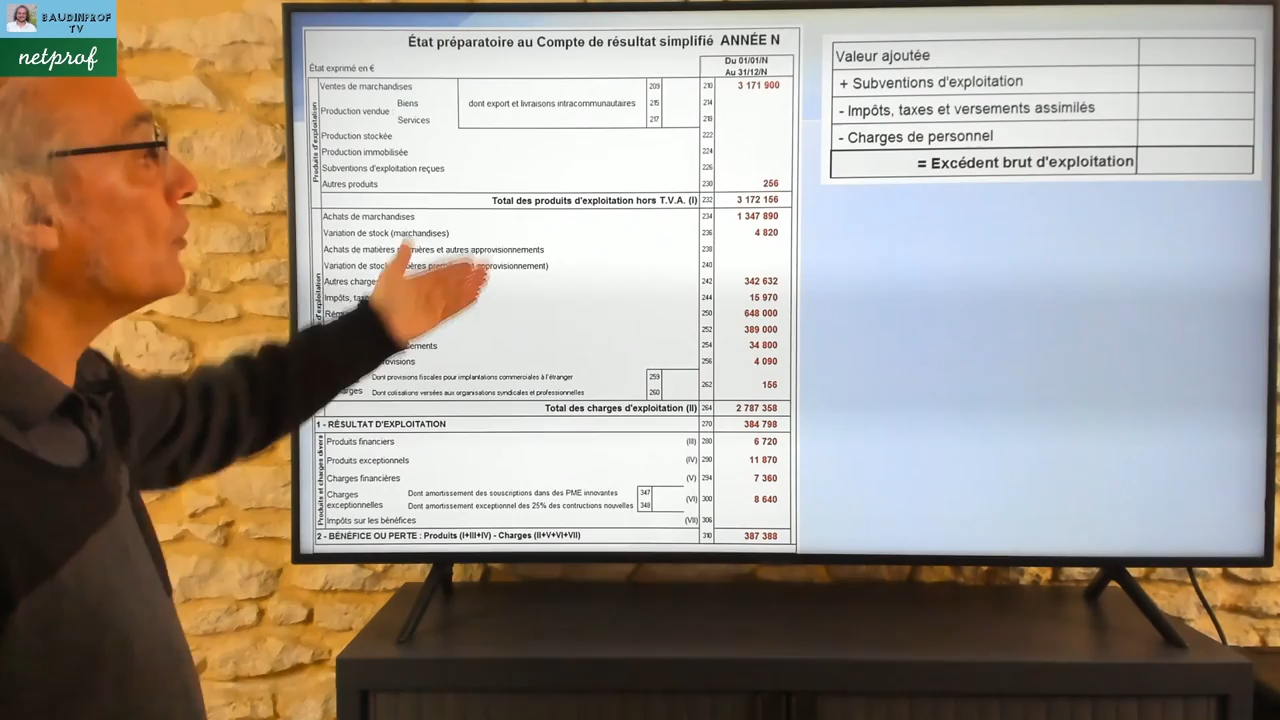 BAUDINPROF
TV
netprof
État préparatoire au Compte de résultat simplifié ANNÉE N
État exprimé en €
Du 01/01/N
Au 31/12/N
Produits d'exploitation
Ventes de marchandises 209 210 3 171 900
Production vendue Biens dont export et livraisons intracommunautaires 215 214
Services 217 218
Production stockée 222
Production immobilisée 224
Subventions d'exploitation reçues 226
Autres produits 230 256
Total des produits d'exploitation hors T.V.A. (I) 232 3 172 156
d'exploitation
Achats de marchandises 234 1 347 890
Variation de stock (marchandises) 236 4 820
Achats de matières premières et autres approvisionnements 238
Variation de stock 240
Autres charges 242 342 632
Impôts, 244 15 970
250 648 000
252 389 000
254 34 800
256 4 090
Dont provisions fiscales pour implantations commerciales à l'étranger 259
262 156
Dont cotisations versées aux organisations syndicales et professionnelles 260
Total des charges d'exploitation (II) 264 2 787 358
1 - RÉSULTAT D'EXPLOITATION 270 384 798
Produits et charges divers
Produits financiers (III) 280 6 720
Produits exceptionnels (IV) 290 11 870
Charges financières (V) 294 7 360
Charges exceptionnelles Dont amortissement des souscriptions dans des PME innovantes 347 (VI) 300 8 640
Dont amortissement exceptionnel des 25% des contructions nouvelles 348
Impôts sur les bénéfices (VII) 306
2 - BÉNÉFICE OU PERTE : Produits (I+III+IV) - Charges (II+V+VI+VII) 310 387 388
Valeur ajoutée
+ Subventions d'exploitation
- Impôts, taxes et versements assimilés
- Charges de personnel
= Excédent brut d'exploitation